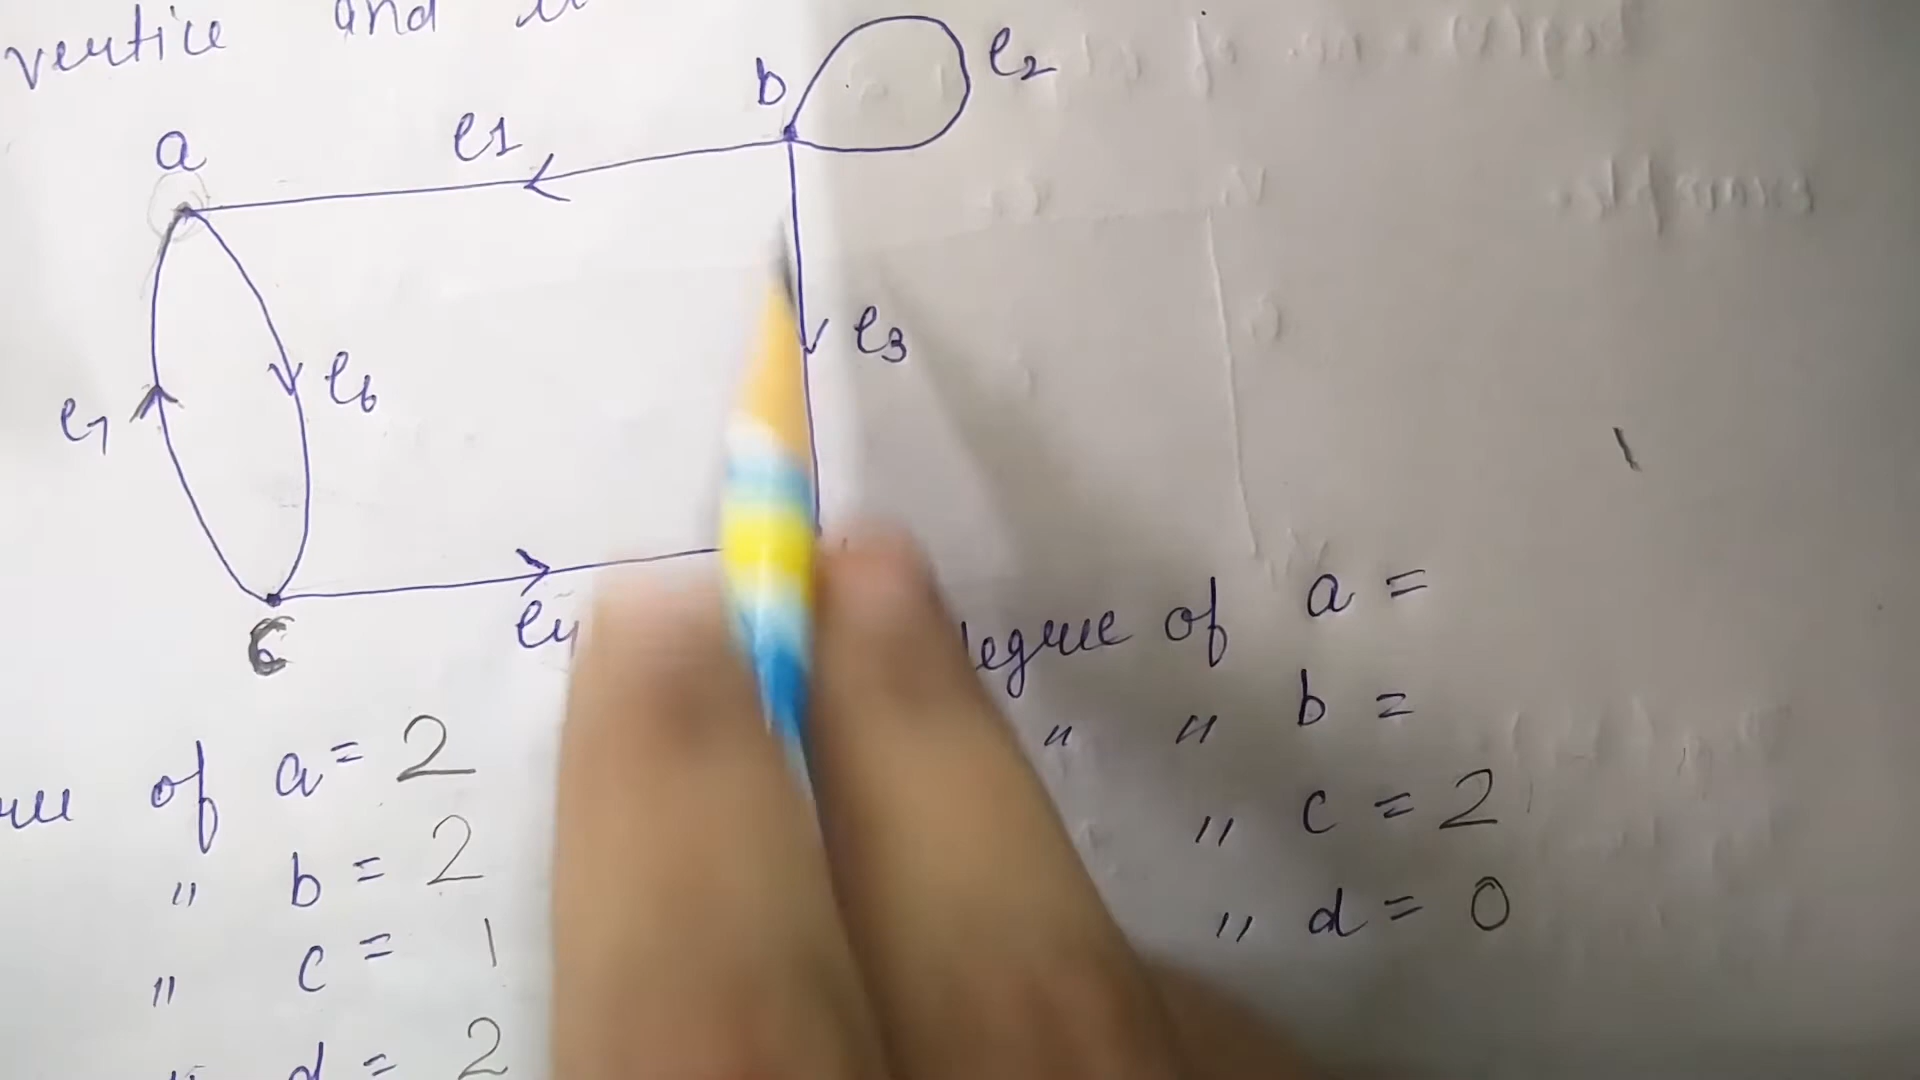 vertice and
b
e2
a
e1
e3
e6
e7
e4
c
degree of a =
" " b =
" c = 2
" d = 0
of a = 2
" b = 2
" c = 1
" d = 2